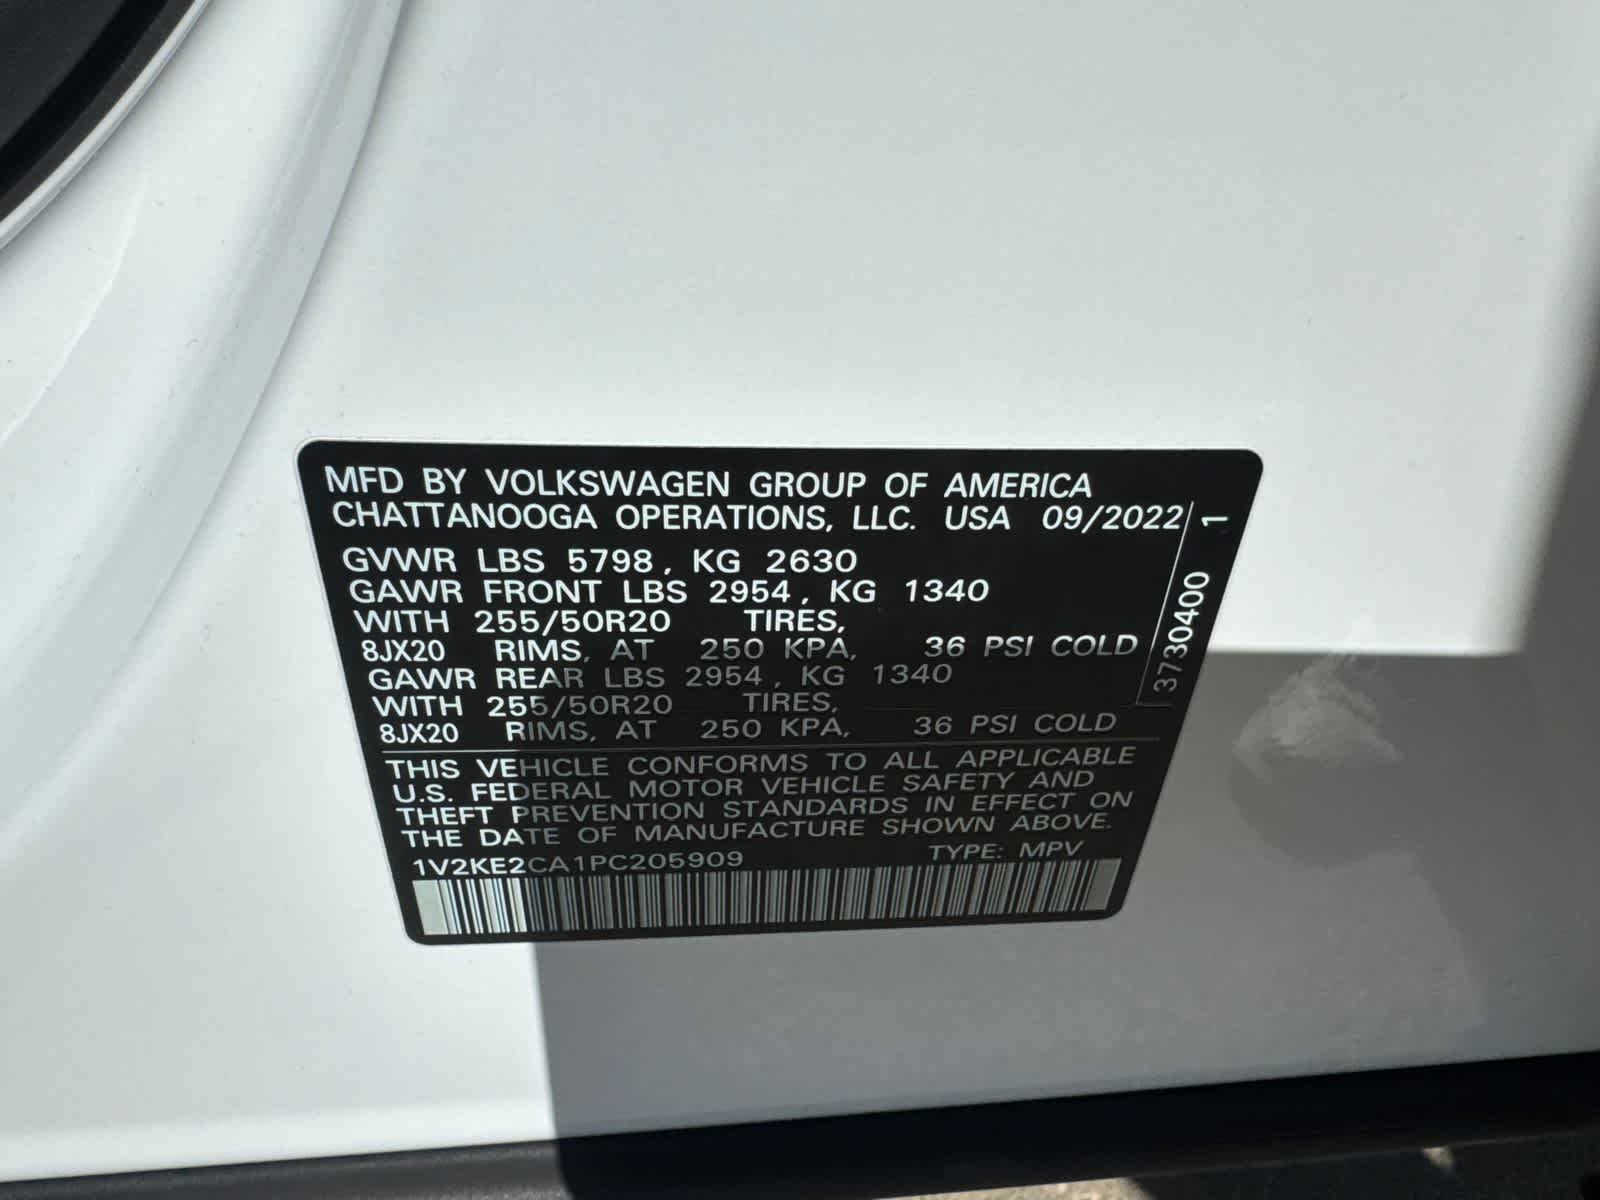 MFD BY VOLKSWAGEN GROUP OF AMERICA
CHATTANOOGA OPERATIONS, LLC. USA 09/2022
GVWR LBS 5798, KG 2630
GAWR FRONT LBS 2954, KG 1340
WITH 255/50R20 TIRES,
8JX20 RIMS, AT 250 KPA, 36 PSI COLD
GAWR REAR LBS 2954, KG 1340
WITH 255/50R20 TIRES,
8JX20 RIMS, AT 250 KPA, 36 PSI COLD
THIS VEHICLE CONFORMS TO ALL APPLICABLE
U.S. FEDERAL MOTOR VEHICLE SAFETY AND
THEFT PREVENTION STANDARDS IN EFFECT ON
THE DATE OF MANUFACTURE SHOWN ABOVE.
1V2KE2CA1PC205909 TYPE: MPV
3730400 1